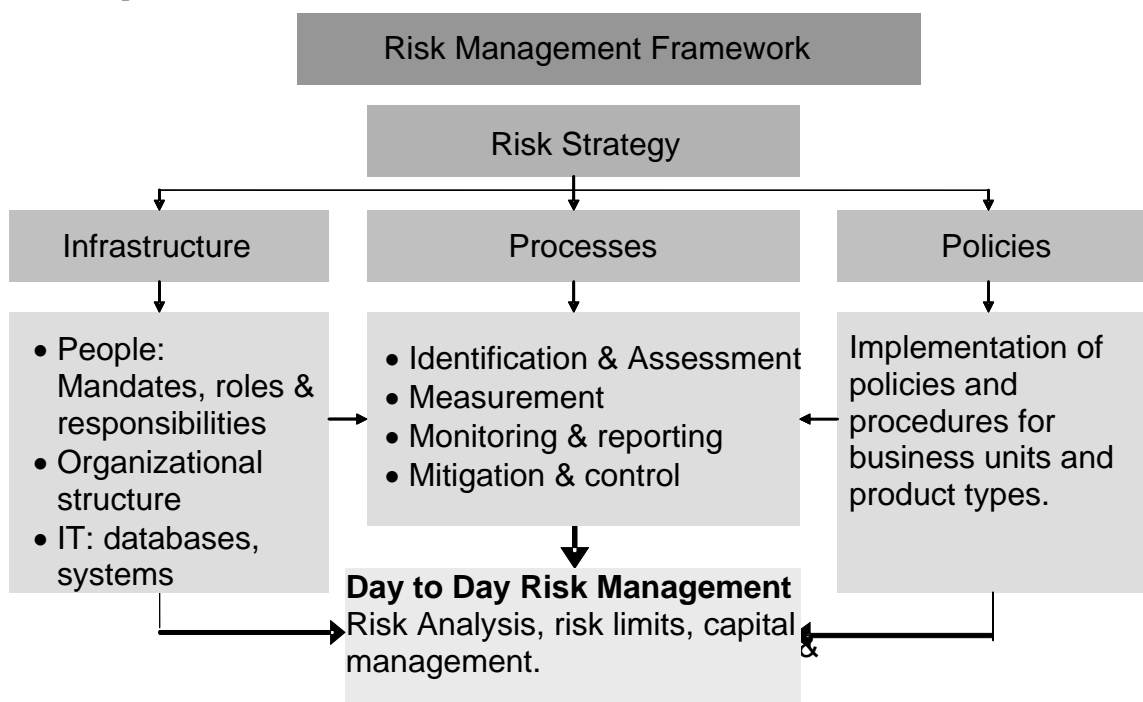 Risk Management Framework
Risk Strategy
Infrastructure
Processes
Policies
• People:
Mandates, roles &
responsibilities
• Organizational
structure
• IT: databases,
systems
• Identification & Assessment
• Measurement
• Monitoring & reporting
• Mitigation & control
Implementation of
policies and
procedures for
business units and
product types.
Day to Day Risk Management
Risk Analysis, risk limits, capital
&
management.